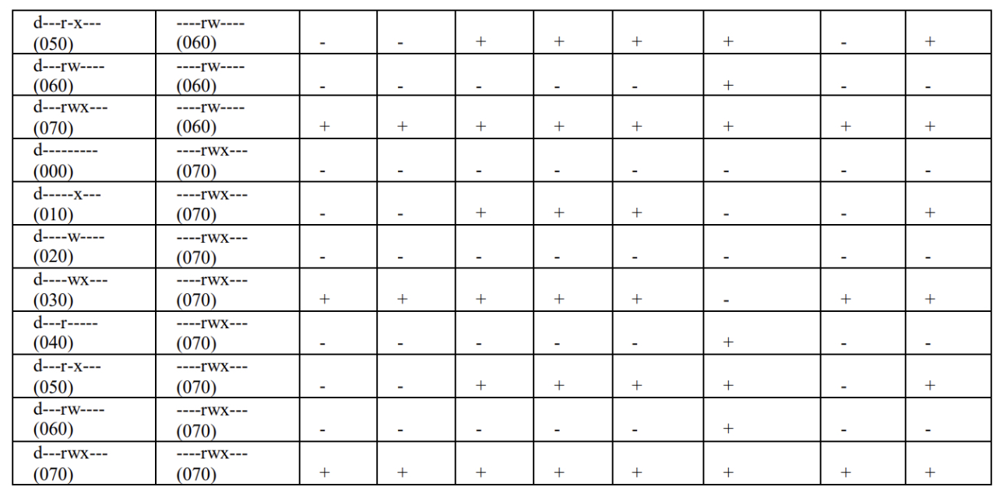 d---r-x--- ----rw----
(050) (060) - - + + + + - +
d---rw---- ----rw----
(060) (060) - - - - - + - -
d---rwx--- ----rw----
(070) (060) + + + + + + + +
d--------- ----rwx---
(000) (070) - - - - - - - -
d-----x--- ----rwx---
(010) (070) - - + + + - - +
d----w---- ----rwx---
(020) (070) - - - - - - - -
d----wx--- ----rwx---
(030) (070) + + + + + - + +
d---r----- ----rwx---
(040) (070) - - - - - + - -
d---r-x--- ----rwx---
(050) (070) - - + + + + - +
d---rw---- ----rwx---
(060) (070) - - - - - + - -
d---rwx--- ----rwx---
(070) (070) + + + + + + + +